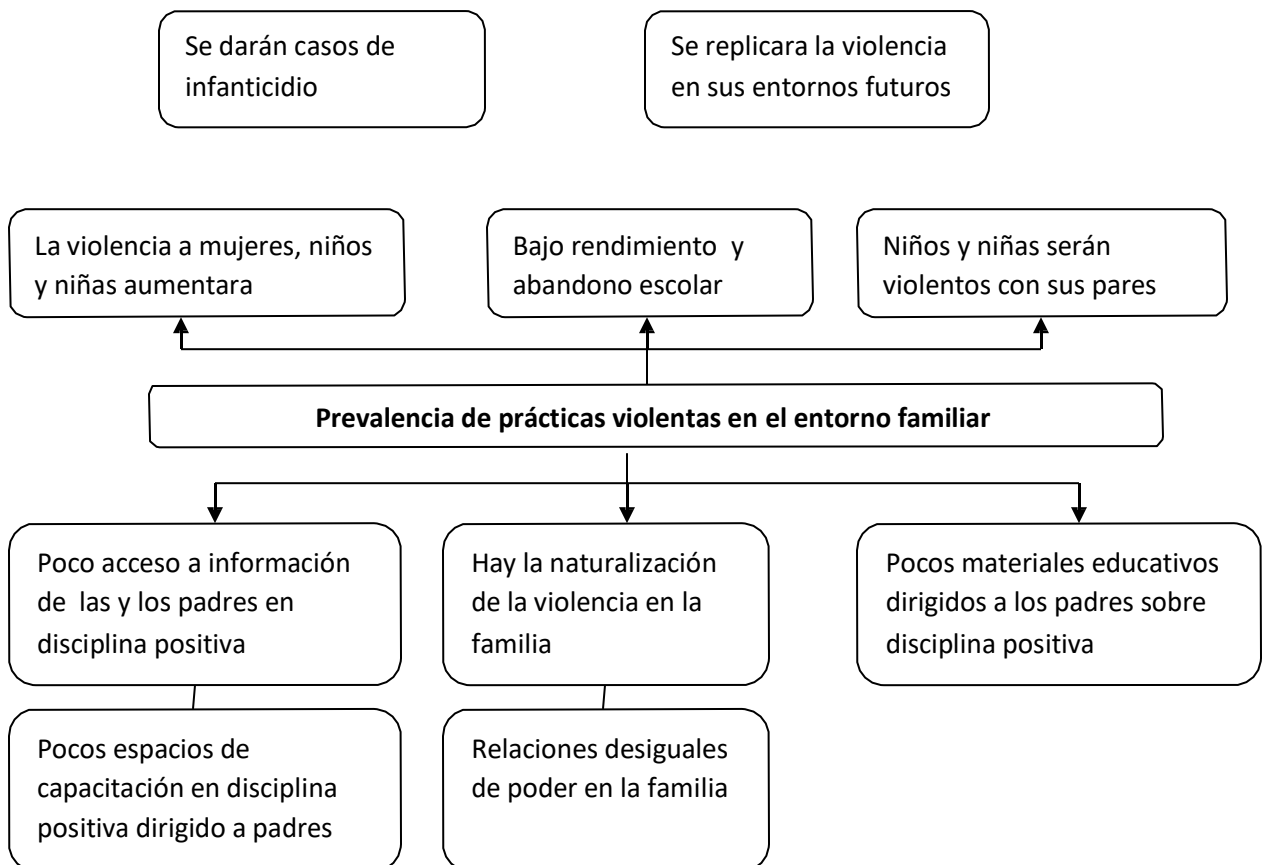 Se darán casos de
infanticidio
Se replicara la violencia
en sus entornos futuros
La violencia a mujeres, niños
y niñas aumentara
Bajo rendimiento y
abandono escolar
Niños y niñas serán
violentos con sus pares
Prevalencia de prácticas violentas en el entorno familiar
Poco acceso a información
de las y los padres en
disciplina positiva
Hay la naturalización
de la violencia en la
familia
Pocos materiales educativos
dirigidos a los padres sobre
disciplina positiva
Pocos espacios de
capacitación en disciplina
positiva dirigido a padres
Relaciones desiguales
de poder en la familia